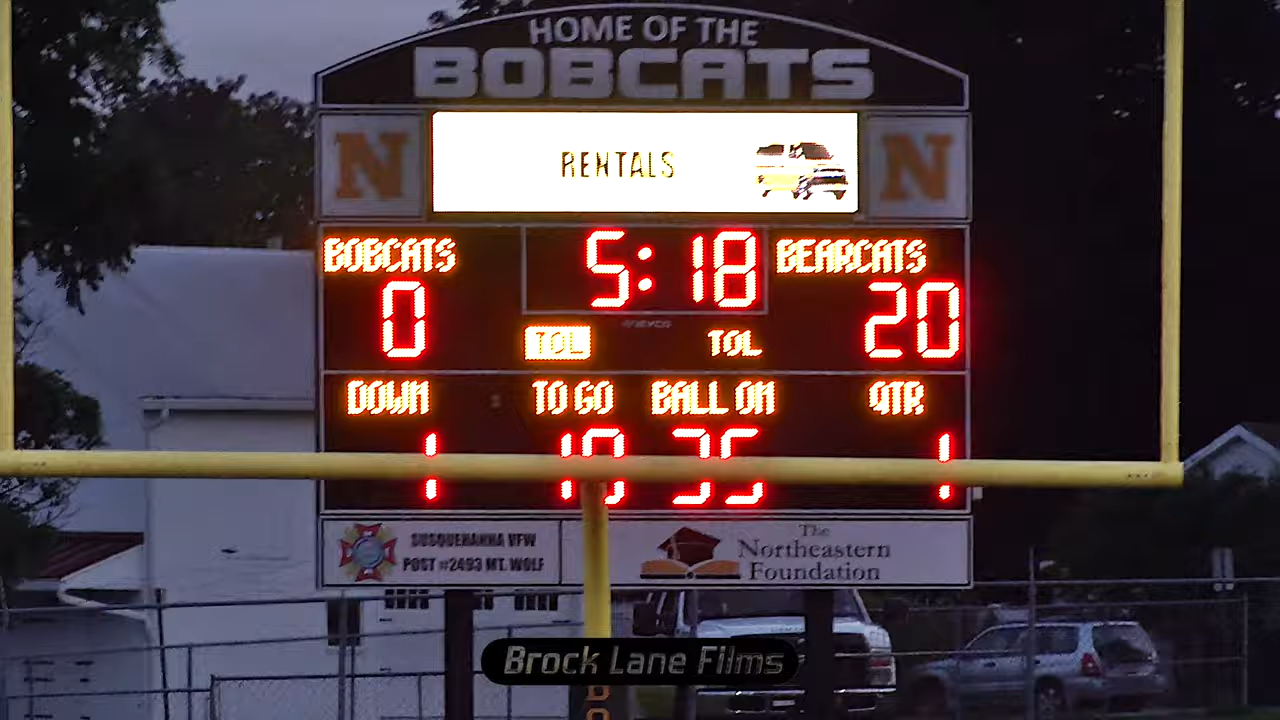 HOME OF THE
BOBCATS
N
RENTALS
N
BOBCATS
5:18
BEARCATS
0
20
TOL
TOL
DOWN
TO GO
BALL ON
QTR
1
10
35
1
SUSQUEHANNA VFW
POST #2493 MT. WOLF
The
Northeastern
Foundation
Brock Lane Films